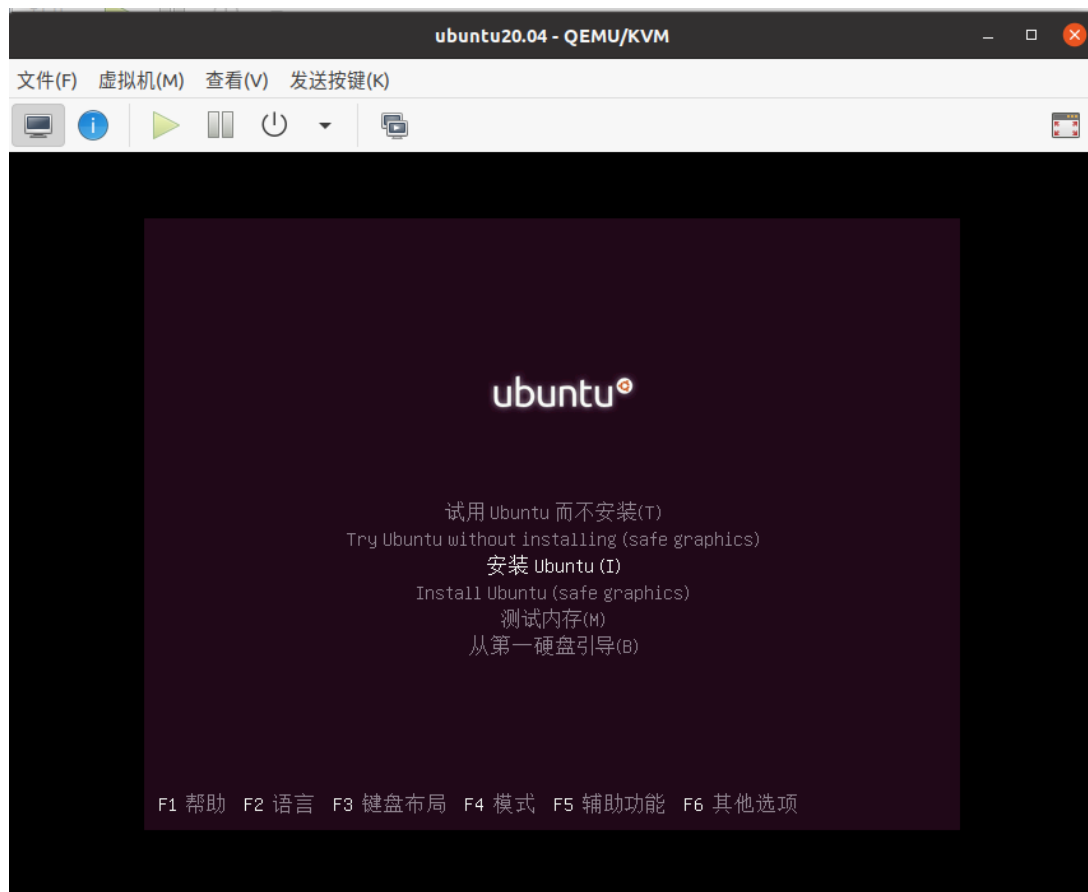 ubuntu20.04 - QEMU/KVM
文件(F) 虚拟机(M) 查看(V) 发送按键(K)
ubuntu
试用 Ubuntu 而不安装(T)
Try Ubuntu without installing (safe graphics)
安装 Ubuntu (I)
Install Ubuntu (safe graphics)
测试内存(M)
从第一硬盘引导(B)
F1 帮助 F2 语言 F3 键盘布局 F4 模式 F5 辅助功能 F6 其他选项